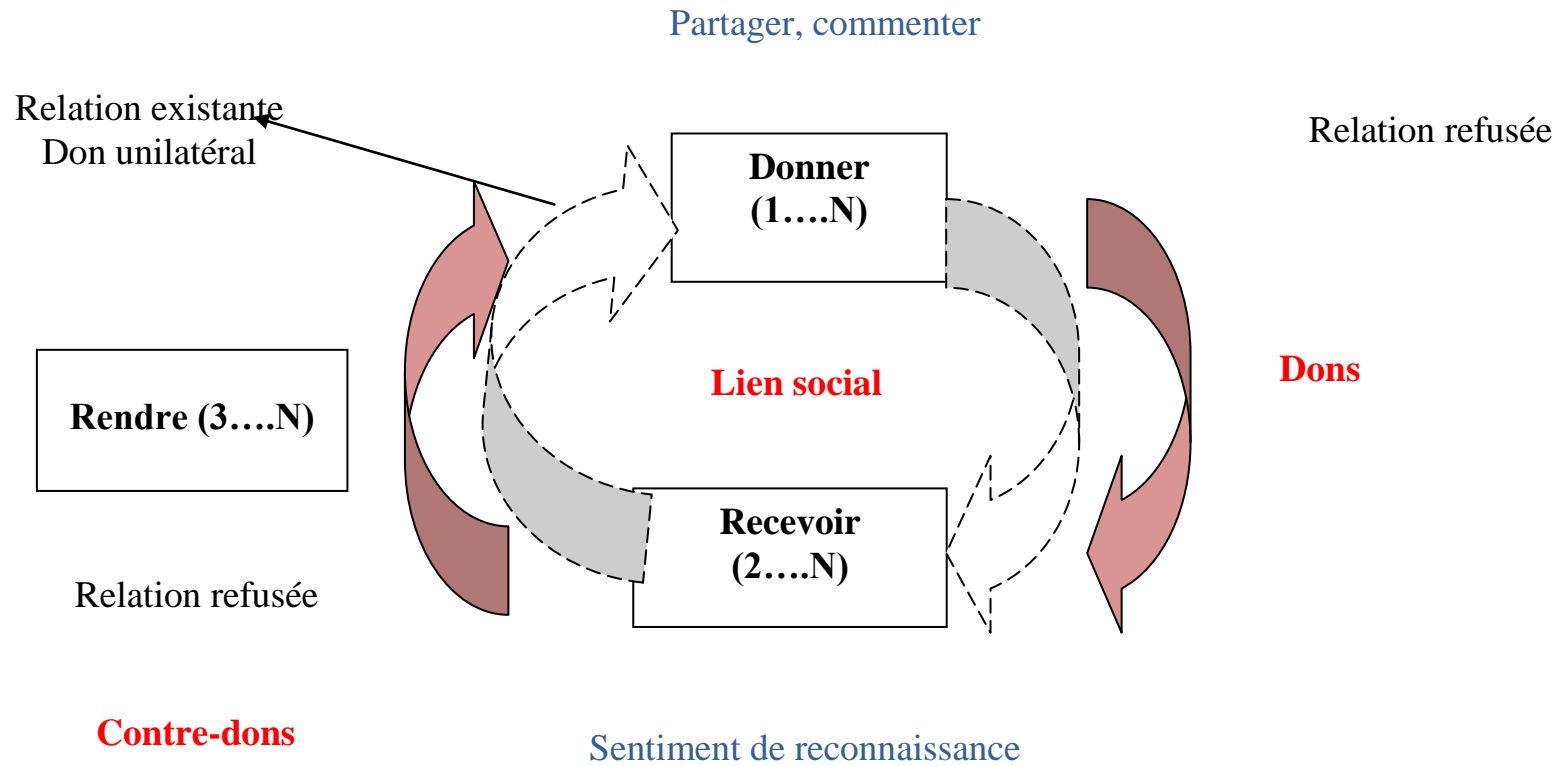 Partager, commenter
Relation existante
Don unilatéral
Relation refusée
Donner
(1….N)
Lien social
Dons
Rendre (3….N)
Recevoir
(2….N)
Relation refusée
Contre-dons
Sentiment de reconnaissance